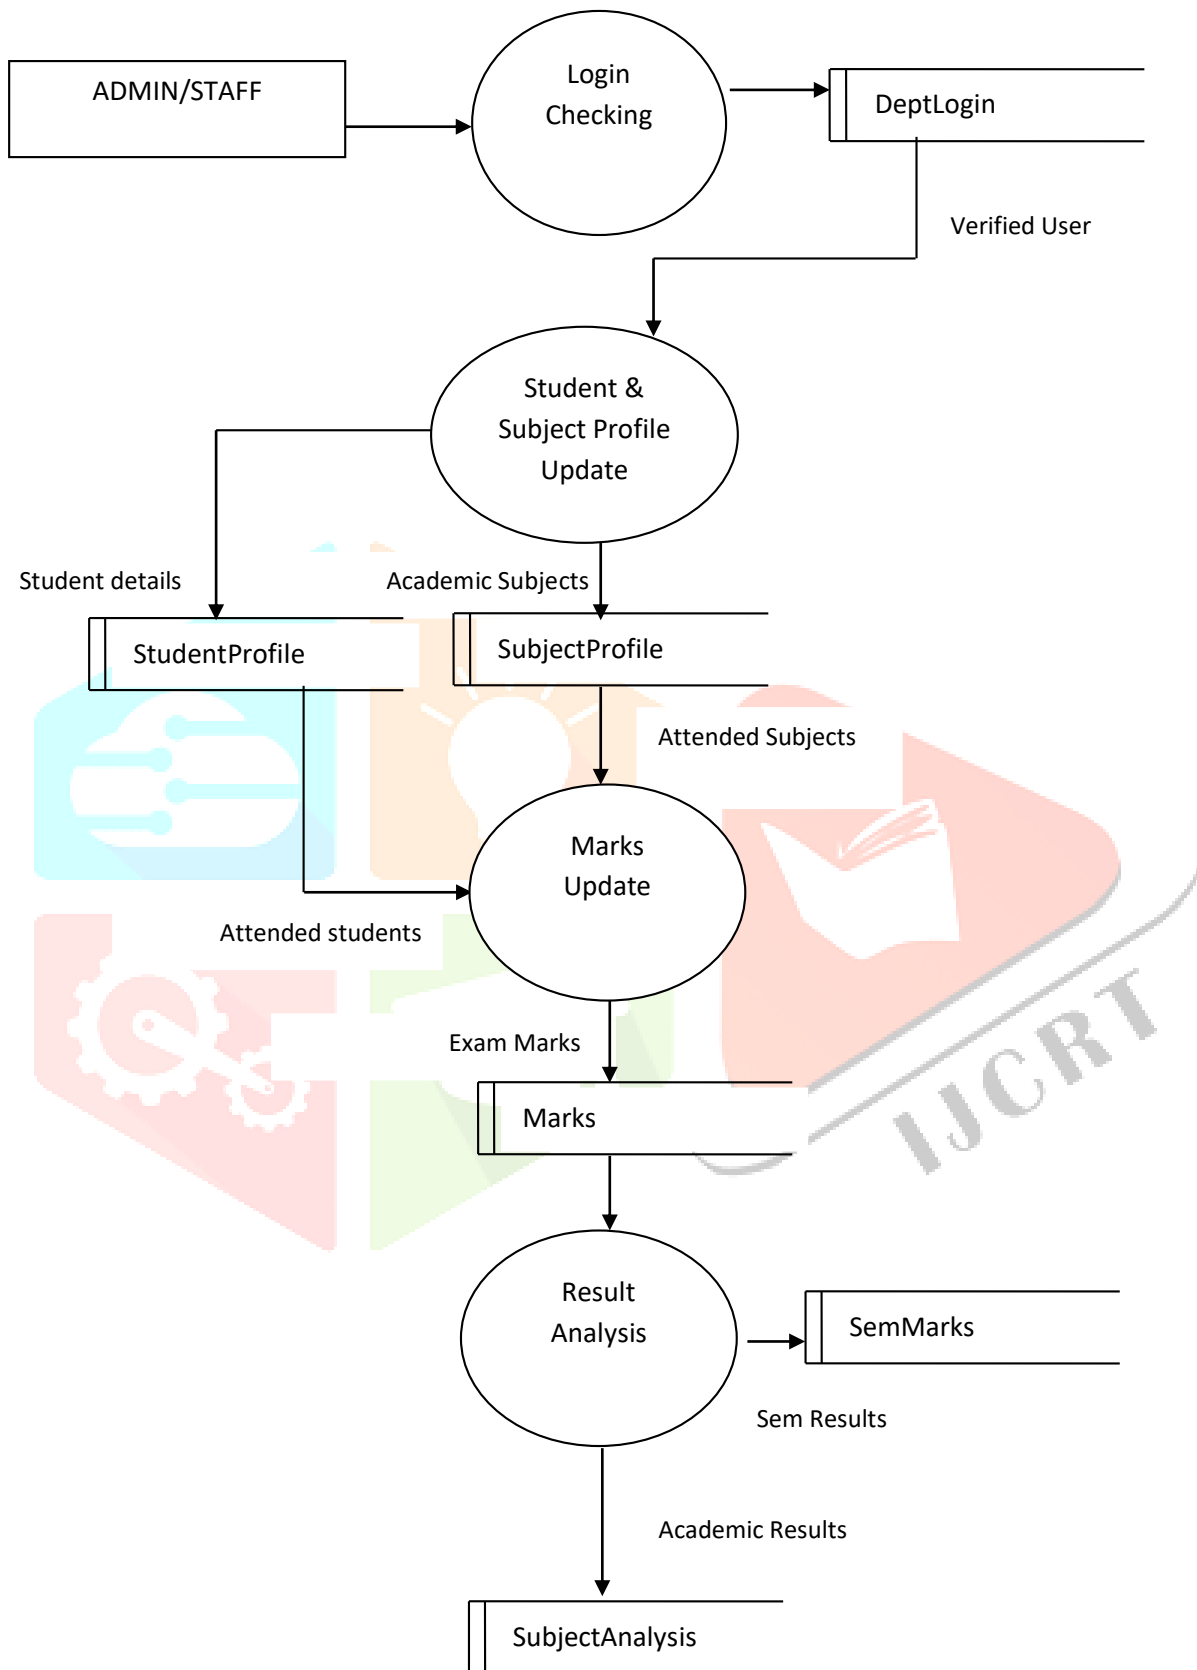 ADMIN/STAFF
Login
Checking
DeptLogin
Verified User
Student &
Subject Profile
Update
Student details
Academic Subjects
StudentProfile
SubjectProfile
Attended Subjects
Marks
Update
Attended students
Exam Marks
Marks
IJCRT
Result
Analysis
SemMarks
Sem Results
Academic Results
SubjectAnalysis